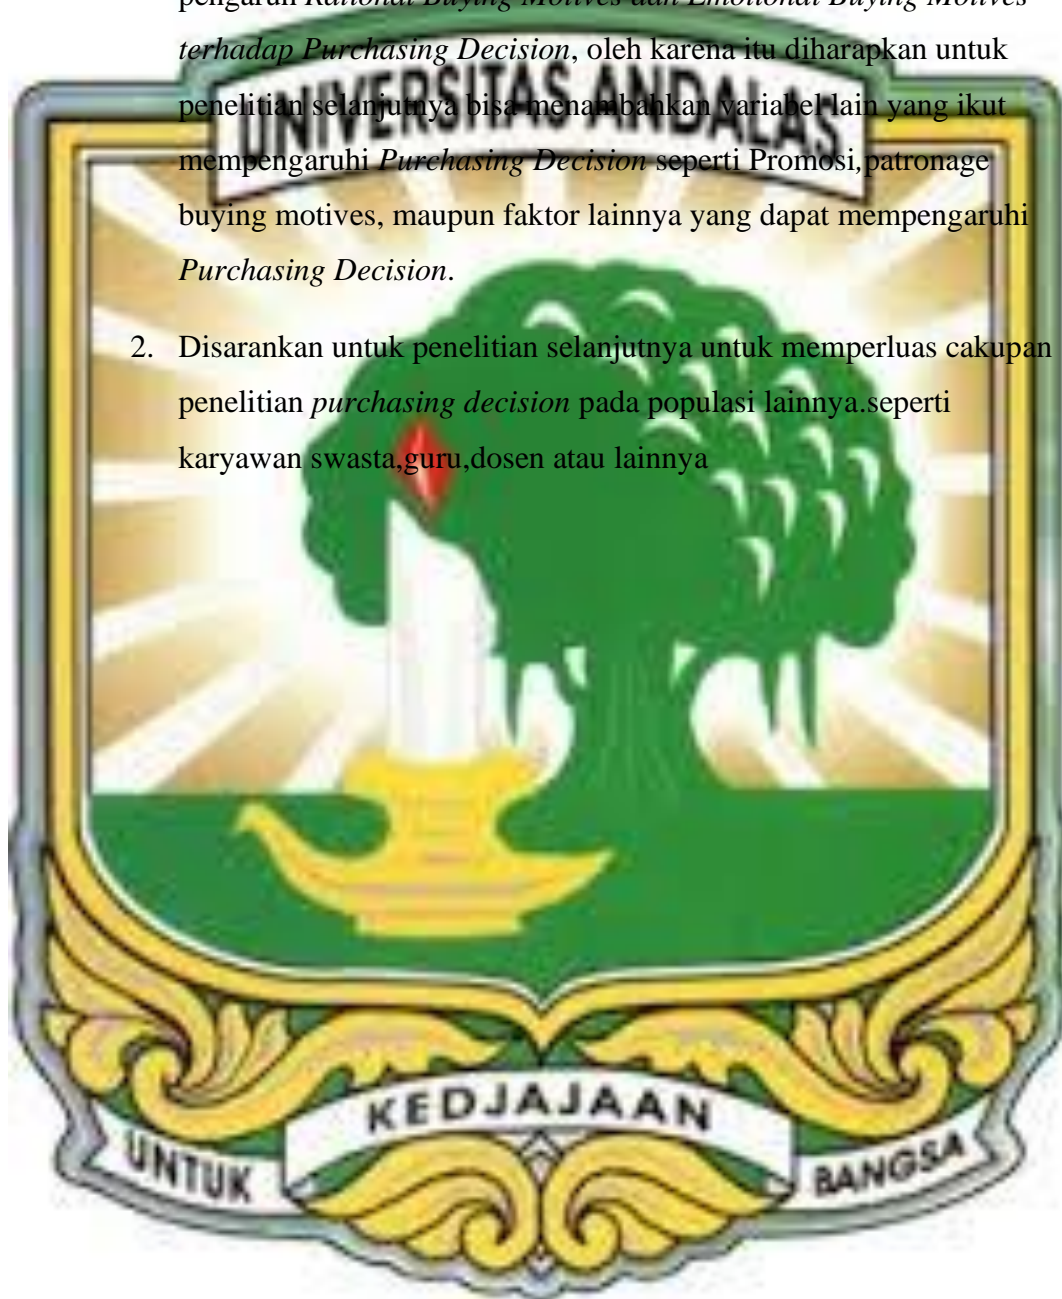 pengaruh Rational Buying Motives dan Emotional Buying Motives
terhadap Purchasing Decision, oleh karena itu diharapkan untuk
penelitian selanjutnya bisa menambahkan variabel lain yang ikut
mempengaruhi Purchasing Decision seperti Promosi,patronage
buying motives, maupun faktor lainnya yang dapat mempengaruhi
Purchasing Decision.
2. Disarankan untuk penelitian selanjutnya untuk memperluas cakupan
penelitian purchasing decision pada populasi lainnya.seperti
karyawan swasta,guru,dosen atau lainnya
UNIVERSITAS ANDALAS
UNTUK
KEDJAJAAN
BANGSA